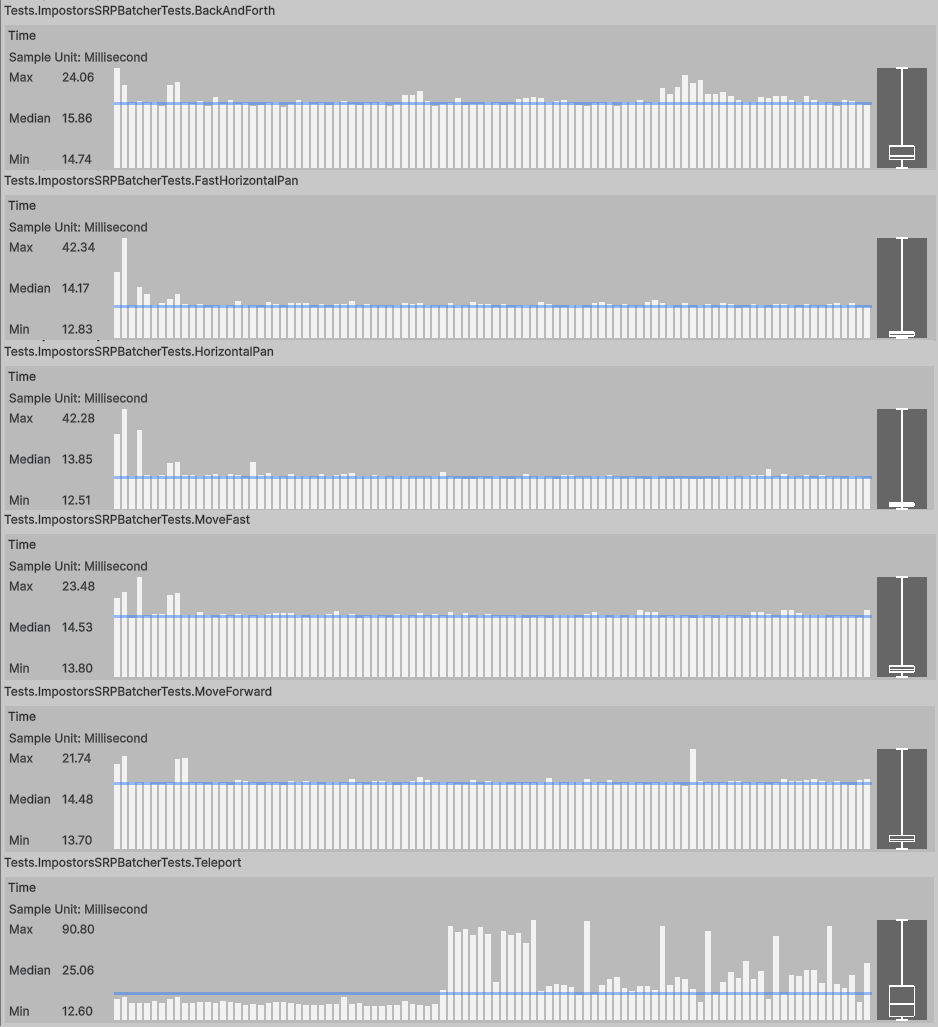 Tests.ImpostorsSRPBatcherTests.BackAndForth
Time
Sample Unit: Millisecond
Max 24.06
Median 15.86
Min 14.74
Tests.ImpostorsSRPBatcherTests.FastHorizontalPan
Time
Sample Unit: Millisecond
Max 42.34
Median 14.17
Min 12.83
Tests.ImpostorsSRPBatcherTests.HorizontalPan
Time
Sample Unit: Millisecond
Max 42.28
Median 13.85
Min 12.51
Tests.ImpostorsSRPBatcherTests.MoveFast
Time
Sample Unit: Millisecond
Max 23.48
Median 14.53
Min 13.80
Tests.ImpostorsSRPBatcherTests.MoveForward
Time
Sample Unit: Millisecond
Max 21.74
Median 14.48
Min 13.70
Tests.ImpostorsSRPBatcherTests.Teleport
Time
Sample Unit: Millisecond
Max 90.80
Median 25.06
Min 12.60